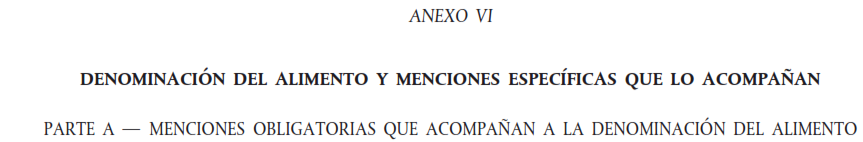 ANEXO VI
DENOMINACIÓN DEL ALIMENTO Y MENCIONES ESPECÍFICAS QUE LO ACOMPAÑAN
PARTE A — MENCIONES OBLIGATORIAS QUE ACOMPAÑAN A LA DENOMINACIÓN DEL ALIMENTO